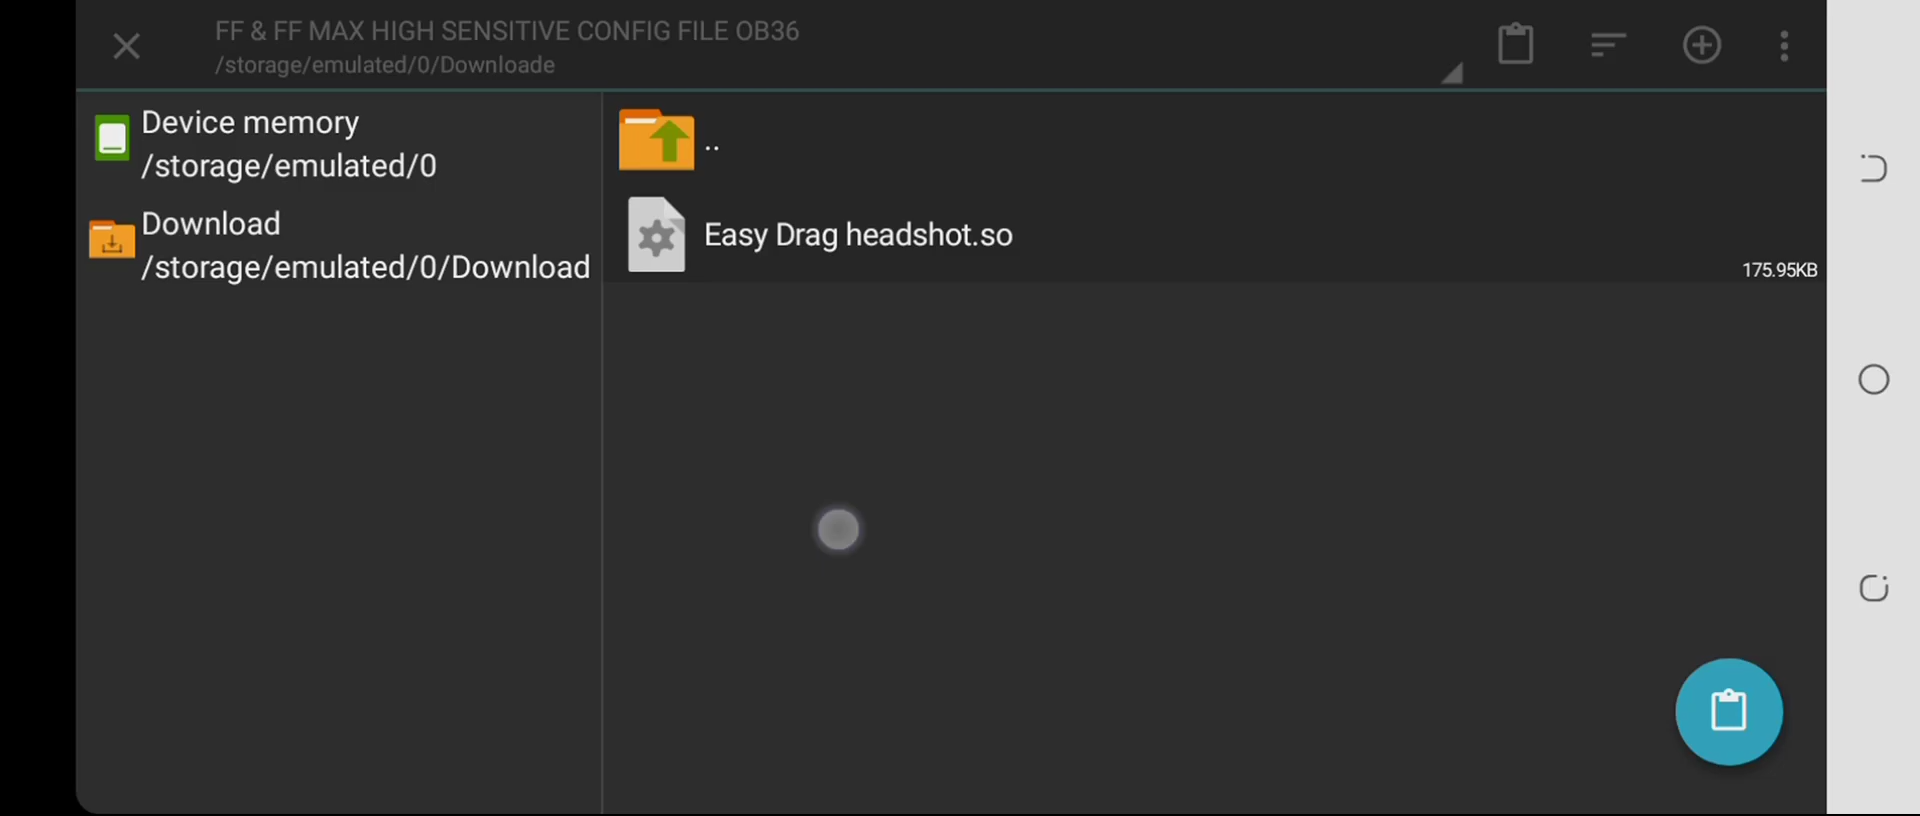 FF & FF MAX HIGH SENSITIVE CONFIG FILE OB36
/storage/emulated/0/Downloade
Device memory
/storage/emulated/0
Download
/storage/emulated/0/Download
..
Easy Drag headshot.so
175.95KB